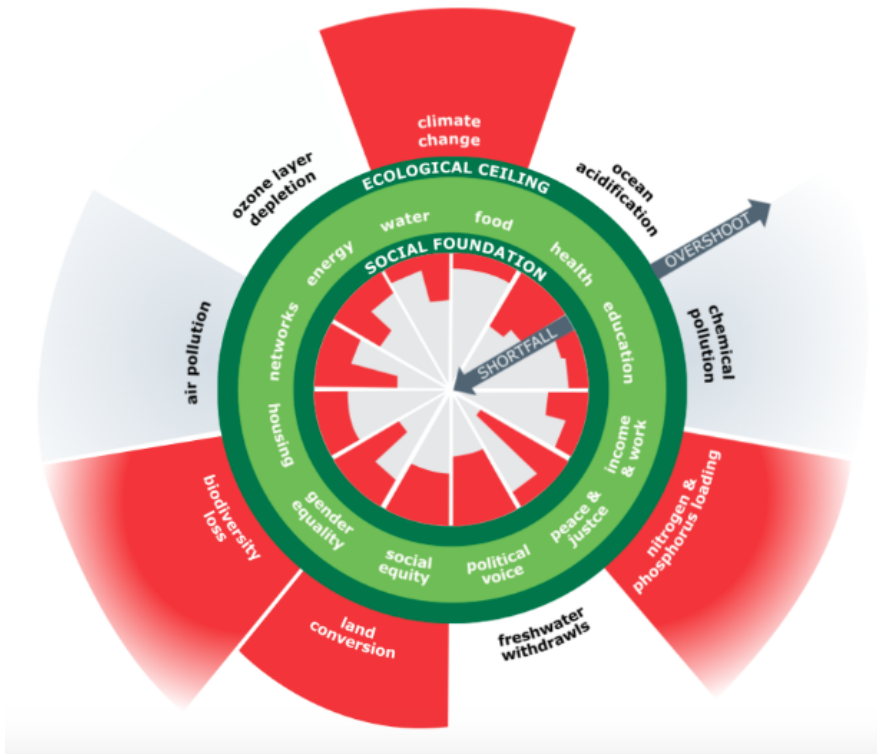 climate
change
ocean
acidification
OVERSHOOT
chemical
pollution
nitrogen &
phosphorus loading
freshwater
withdrawls
land
conversion
biodiversity
loss
air pollution
ozone layer
depletion
ECOLOGICAL CEILING
water
food
health
education
income
& work
peace &
justce
political
voice
social
equity
gender
equality
housing
networks
energy
SOCIAL FOUNDATION
SHORTFALL